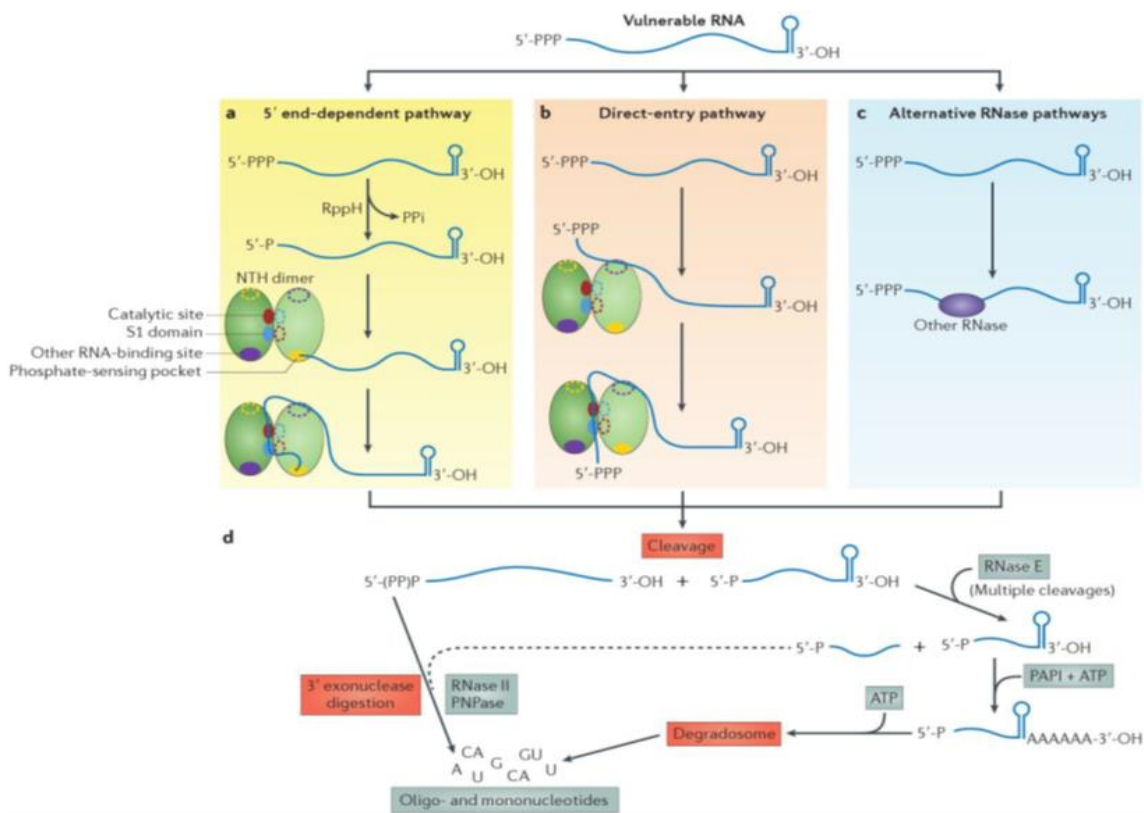 Vulnerable RNA
5′-PPP
3′-OH
a 5′ end-dependent pathway
5′-PPP
3′-OH
RppH
PPi
5′-P
3′-OH
NTH dimer
Catalytic site
S1 domain
Other RNA-binding site
Phosphate-sensing pocket
3′-OH
3′-OH
b Direct-entry pathway
5′-PPP
3′-OH
5′-PPP
3′-OH
3′-OH
5′-PPP
c Alternative RNase pathways
5′-PPP
3′-OH
5′-PPP
3′-OH
Other RNase
d
Cleavage
5′-(PP)P
3′-OH + 5′-P
3′-OH
RNase E
(Multiple cleavages)
5′-P + 5′-P
3′-OH
3′ exonuclease
digestion
RNase II
PNPase
PAPI + ATP
ATP
Degradosome
5′-P
AAAAAA-3′-OH
A CA U G CA GU U
Oligo- and mononucleotides